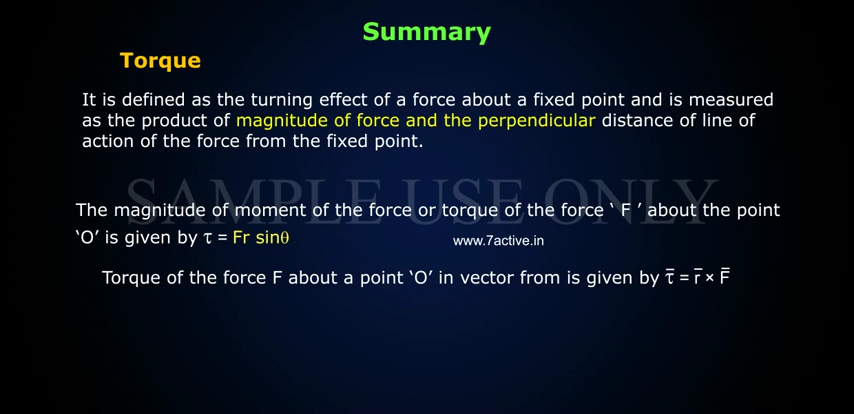 Summary
Torque
It is defined as the turning effect of a force about a fixed point and is measured
as the product of magnitude of force and the perpendicular distance of line of
action of the force from the fixed point.
SAMPLE USE ONLY
The magnitude of moment of the force or torque of the force ‘ F ’ about the point
‘O’ is given by τ = Fr sinθ
www.7active.in
Torque of the force F about a point ‘O’ in vector from is given by τ̅ = r̅ × F̅